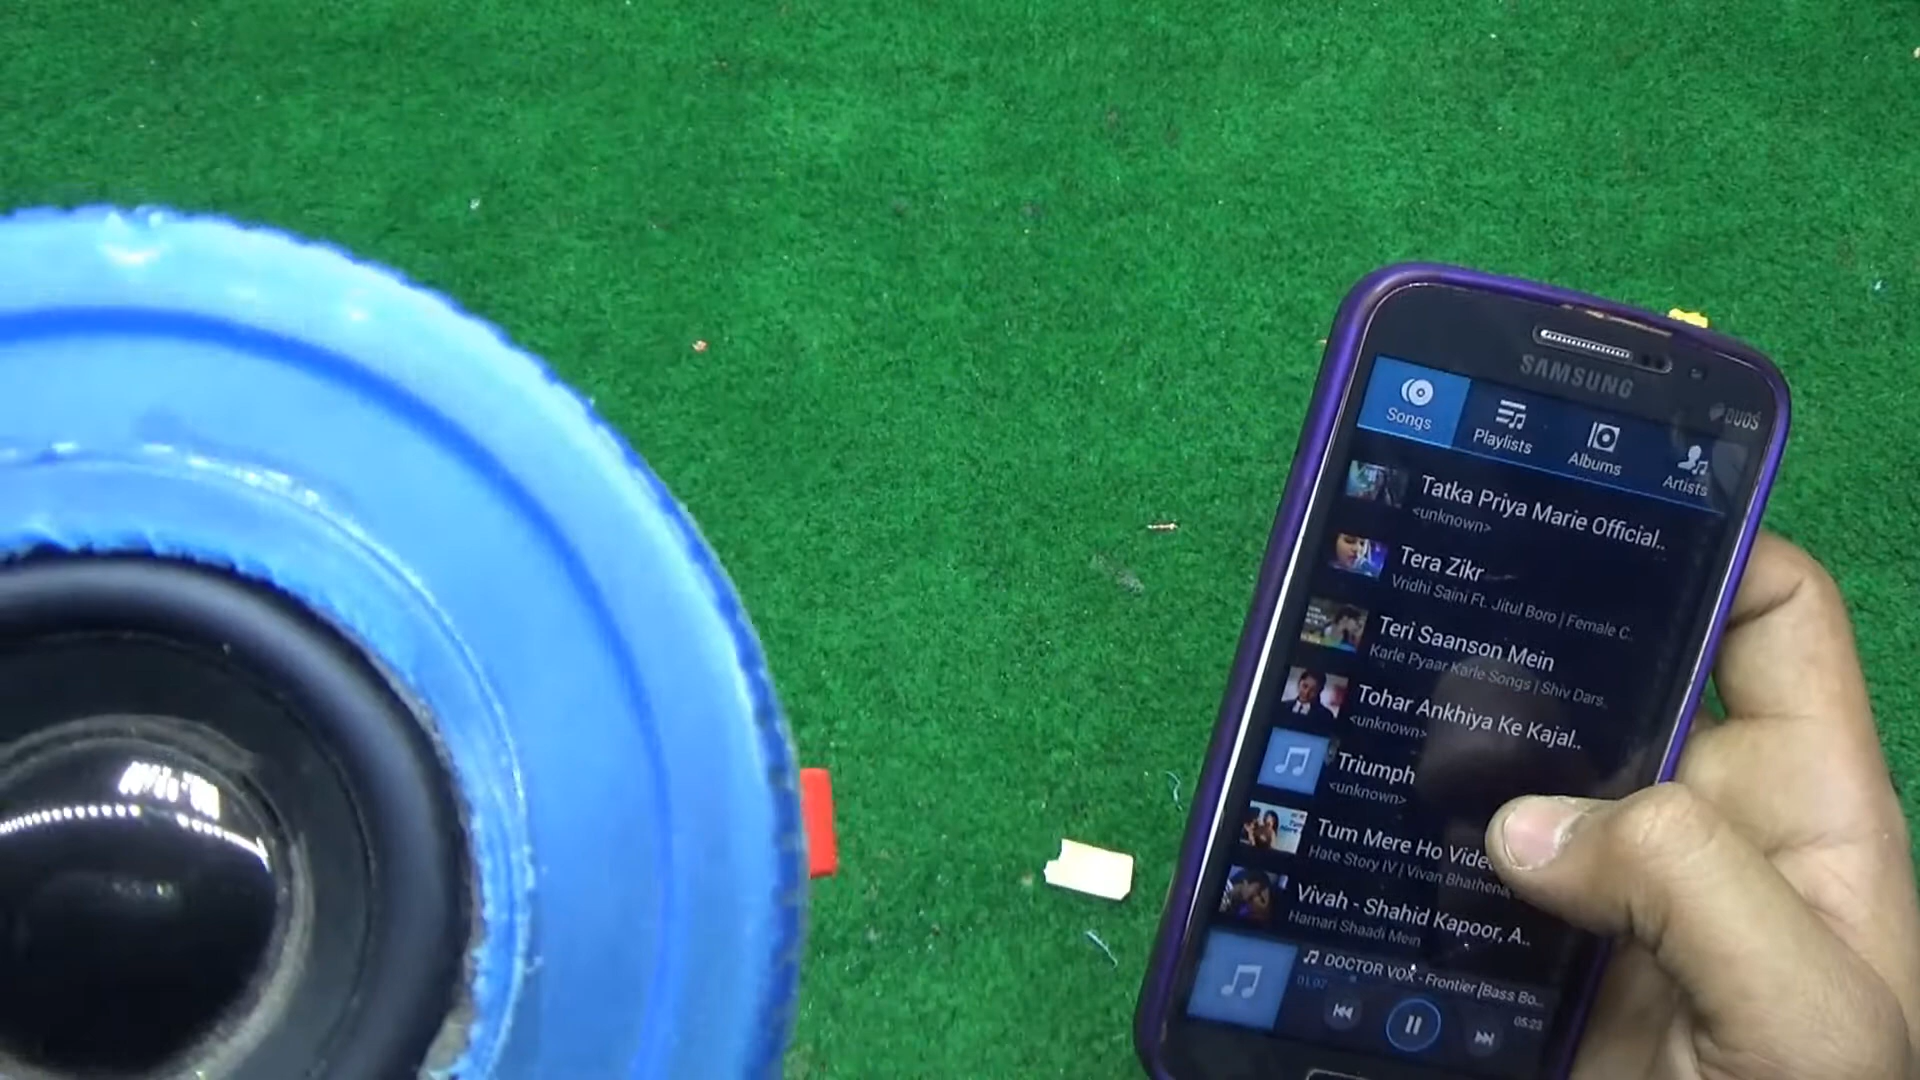 SAMSUNG
DUOS
Songs
Playlists
Albums
Artists
Tatka Priya Marie Official..
<unknown>
Tera Zikr
Vridhi Saini Ft. Jitul Boro | Female C..
Teri Saanson Mein
Karle Pyaar Karle Songs | Shiv Dars..
Tohar Ankhiya Ke Kajal..
<unknown>
Triumph
<unknown>
Tum Mere Ho Vide
Hate Story IV | Vivan Bhathena,
Vivah - Shahid Kapoor, A..
Hamari Shaadi Mein
DOCTOR VOX - Frontier [Bass Bo...
01:02
05:23